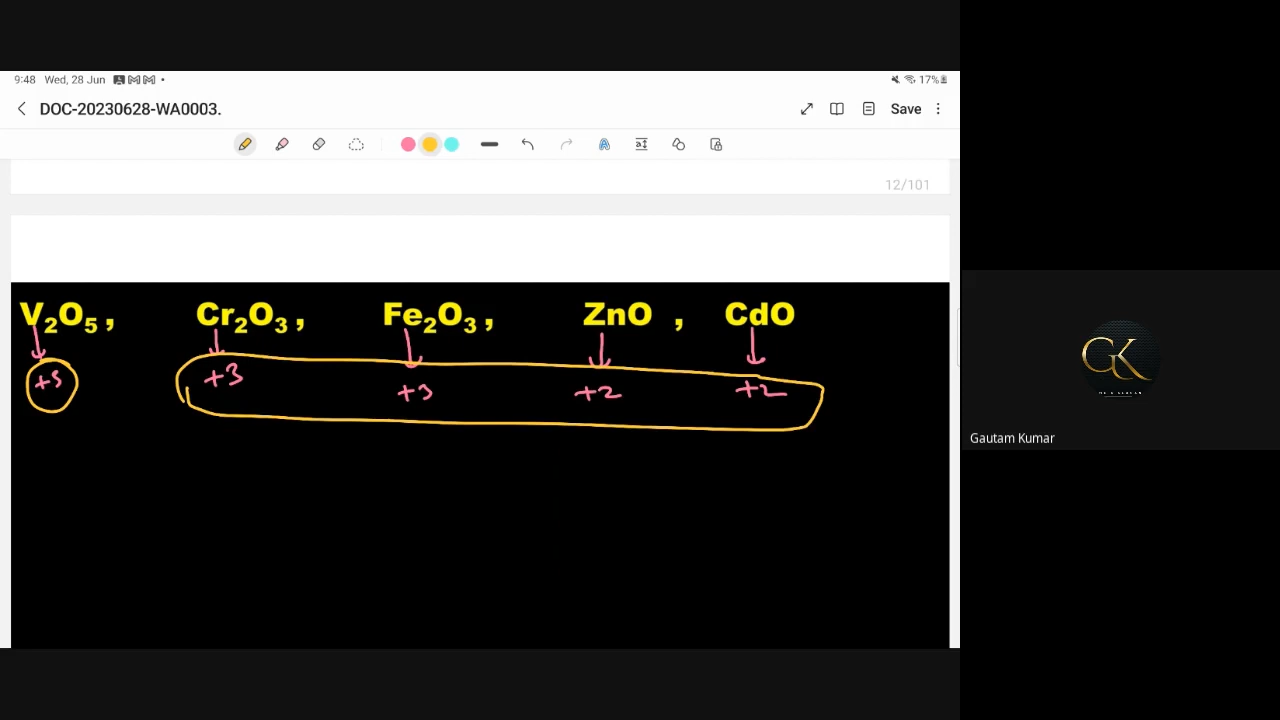 9:48 Wed, 28 Jun 17%
DOC-20230628-WA0003. Save
12/101
V₂O₅ , Cr₂O₃ , Fe₂O₃ , ZnO , CdO
+5 +3 +3 +2 +2
GK
Gautam Kumar